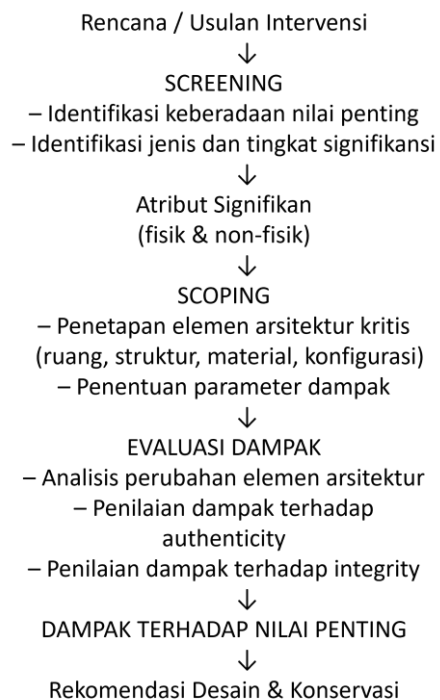 Rencana / Usulan Intervensi
↓
SCREENING
– Identifikasi keberadaan nilai penting
– Identifikasi jenis dan tingkat signifikansi
↓
Atribut Signifikan
(fisik & non-fisik)
↓
SCOPING
– Penetapan elemen arsitektur kritis
(ruang, struktur, material, konfigurasi)
– Penentuan parameter dampak
↓
EVALUASI DAMPAK
– Analisis perubahan elemen arsitektur
– Penilaian dampak terhadap
authenticity
– Penilaian dampak terhadap integrity
↓
DAMPAK TERHADAP NILAI PENTING
↓
Rekomendasi Desain & Konservasi